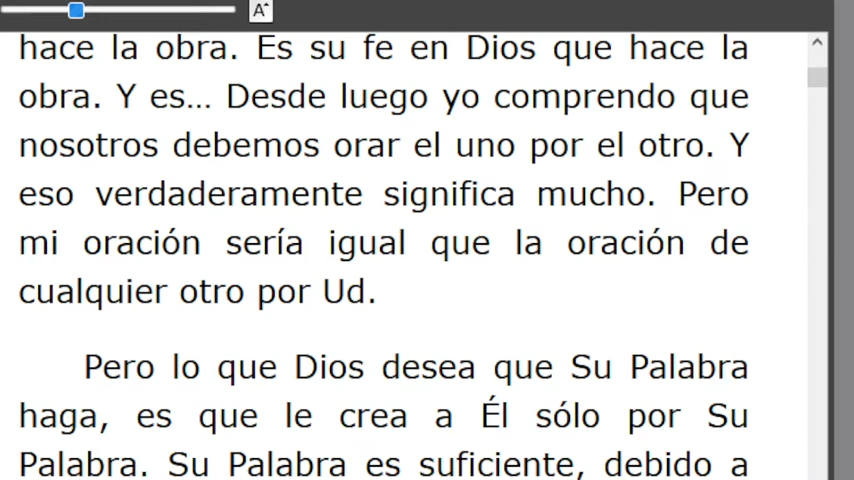 A
hace la obra. Es su fe en Dios que hace la
obra. Y es... Desde luego yo comprendo que
nosotros debemos orar el uno por el otro. Y
eso verdaderamente significa mucho. Pero
mi oración sería igual que la oración de
cualquier otro por Ud.
Pero lo que Dios desea que Su Palabra
haga, es que le crea a Él sólo por Su
Palabra. Su Palabra es suficiente, debido a